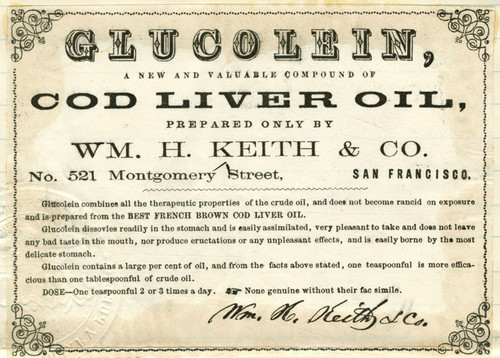 GLUCOLEIN,
A NEW AND VALUABLE COMPOUND OF
COD LIVER OIL,
PREPARED ONLY BY
WM. H. KEITH & CO.
No. 521 Montgomery Street, SAN FRANCISCO.
Glucolein combines all the therapeutic properties of the crude oil, and does not become rancid on exposure
and is prepared from the BEST FRENCH BROWN COD LIVER OIL.
Glucolein dissovles readily in the stomach and is easily assimilated, very pleasant to take and does not leave
any bad taste in the mouth, nor produce eructations or any unpleasant effects, and is easily borne by the most
delicate stomach.
Glucolein contains a large per cent of oil, and from the facts above stated, one teaspoonful is more effica-
cious than one tablespoonful of crude oil.
DOSE—One teaspoonful 2 or 3 times a day. ☞ None genuine without their fac simile.
Wm. H. Keith & Co.